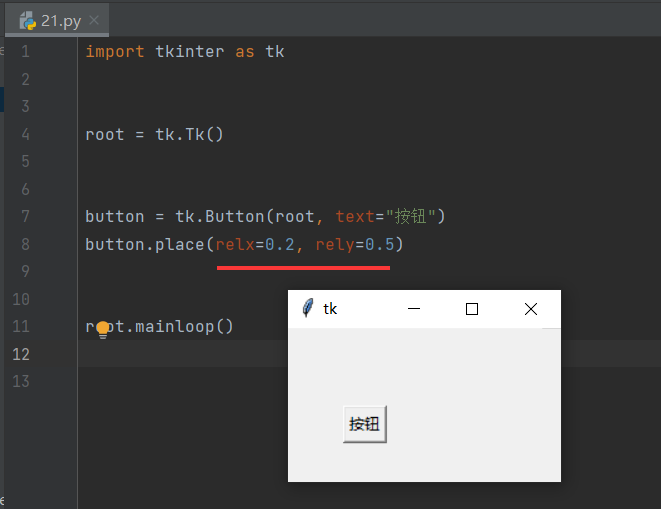 21.py
1 import tkinter as tk
2
3
4 root = tk.Tk()
5
6
7 button = tk.Button(root, text="按钮")
8 button.place(relx=0.2, rely=0.5)
9
10
11 root.mainloop()
12
13
tk
按钮